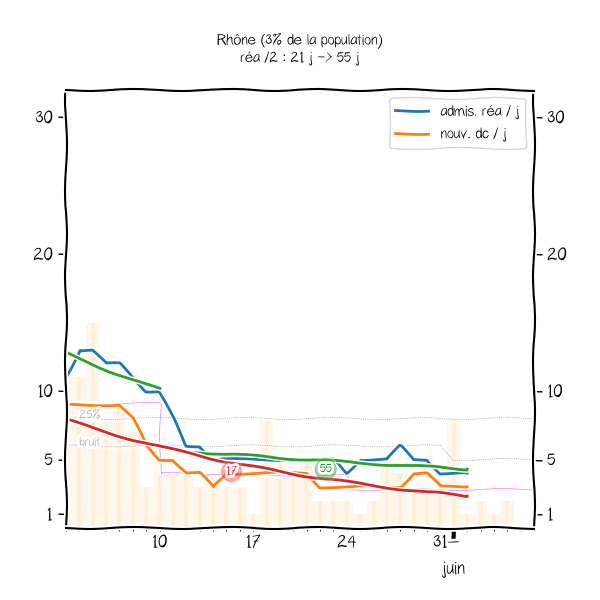 Rhône (3% de la population)
réa /2 : 21 j -> 55 j
admis. réa / j
nouv. dc / j
30
30
20
20
10
10
25%
bruit
5
5
17
55
1
1
10
17
24
31
juin